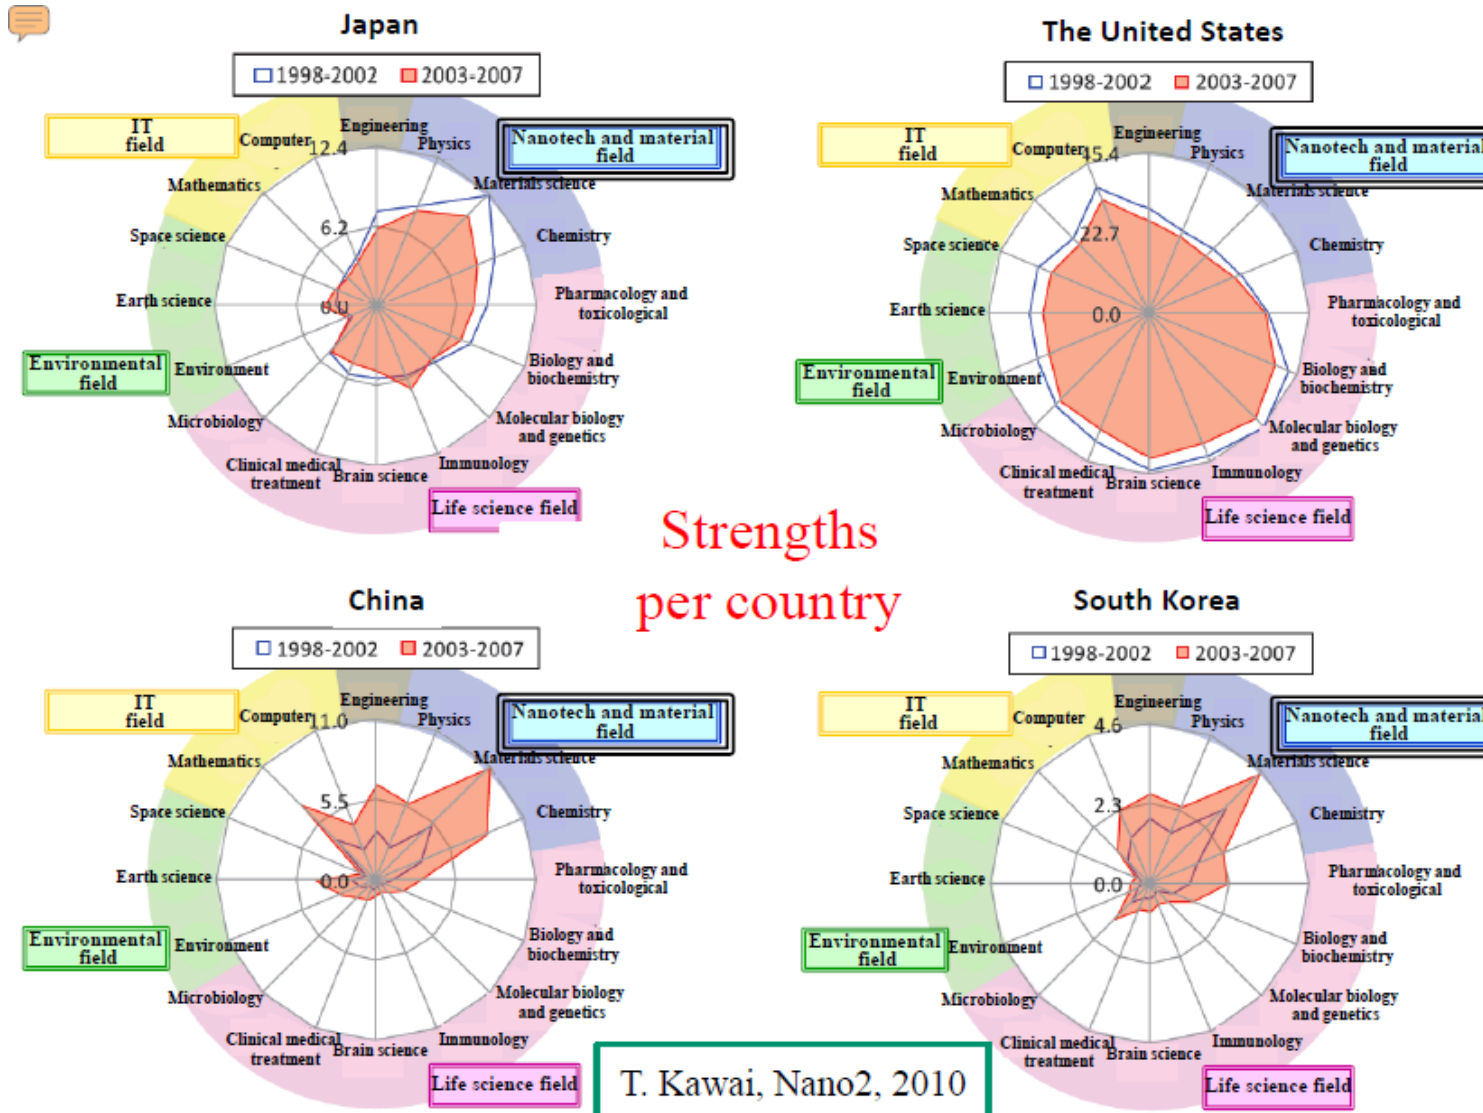 Japan
1998-2002 2003-2007
IT
field
Nanotech and material
field
Environmental
field
Life science field
Engineering
Physics
Materials science
Chemistry
Pharmacology and
toxicological
Biology and
biochemistry
Molecular biology
and genetics
Immunology
Brain science
Clinical medical
treatment
Microbiology
Environment
Earth science
Space science
Mathematics
Computer
12.4
6.2
0.0
The United States
1998-2002 2003-2007
IT
field
Nanotech and material
field
Environmental
field
Life science field
Engineering
Physics
Materials science
Chemistry
Pharmacology and
toxicological
Biology and
biochemistry
Molecular biology
and genetics
Immunology
Brain science
Clinical medical
treatment
Microbiology
Environment
Earth science
Space science
Mathematics
Computer
45.4
22.7
0.0
Strengths
per country
China
1998-2002 2003-2007
IT
field
Nanotech and material
field
Environmental
field
Life science field
Engineering
Physics
Materials science
Chemistry
Pharmacology and
toxicological
Biology and
biochemistry
Molecular biology
and genetics
Immunology
Brain science
Clinical medical
treatment
Microbiology
Environment
Earth science
Space science
Mathematics
Computer
11.0
5.5
0.0
South Korea
1998-2002 2003-2007
IT
field
Nanotech and material
field
Environmental
field
Life science field
Engineering
Physics
Materials science
Chemistry
Pharmacology and
toxicological
Biology and
biochemistry
Molecular biology
and genetics
Immunology
Brain science
Clinical medical
treatment
Microbiology
Environment
Earth science
Space science
Mathematics
Computer
4.6
2.3
0.0
T. Kawai, Nano2, 2010